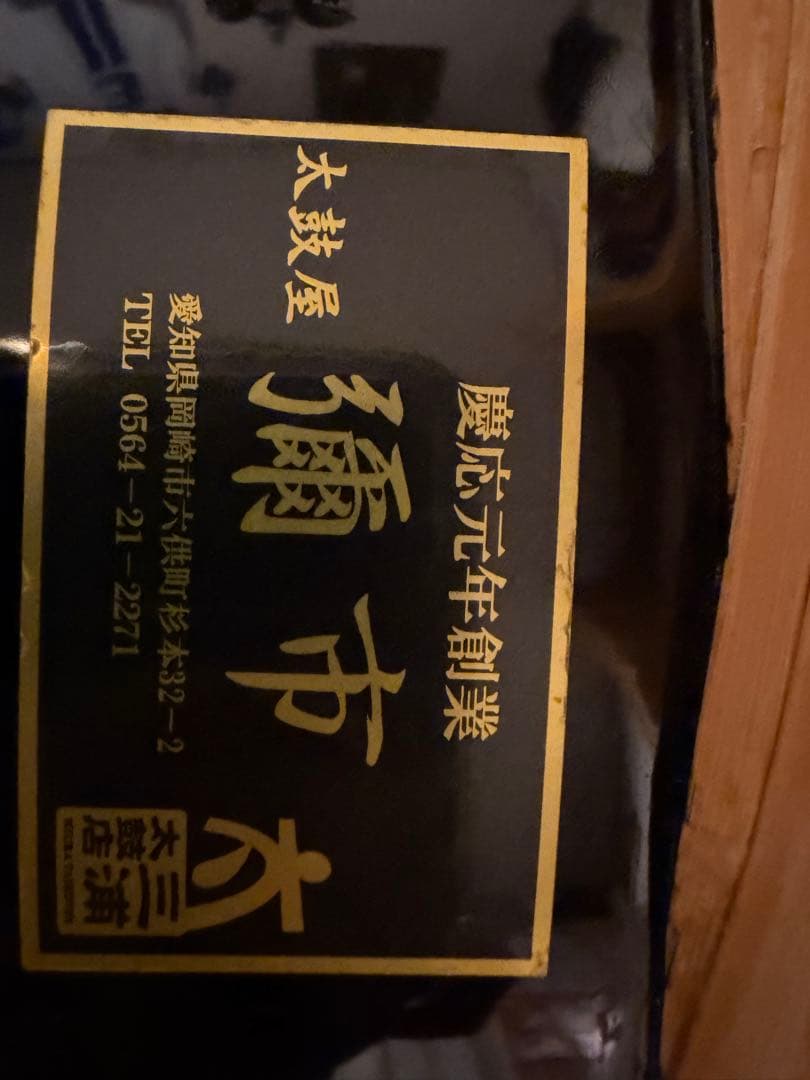 慶応元年創業
太鼓屋 彌市
愛知県岡崎市六供町杉本32-2
TEL 0564-21-2271
三浦
太鼓店